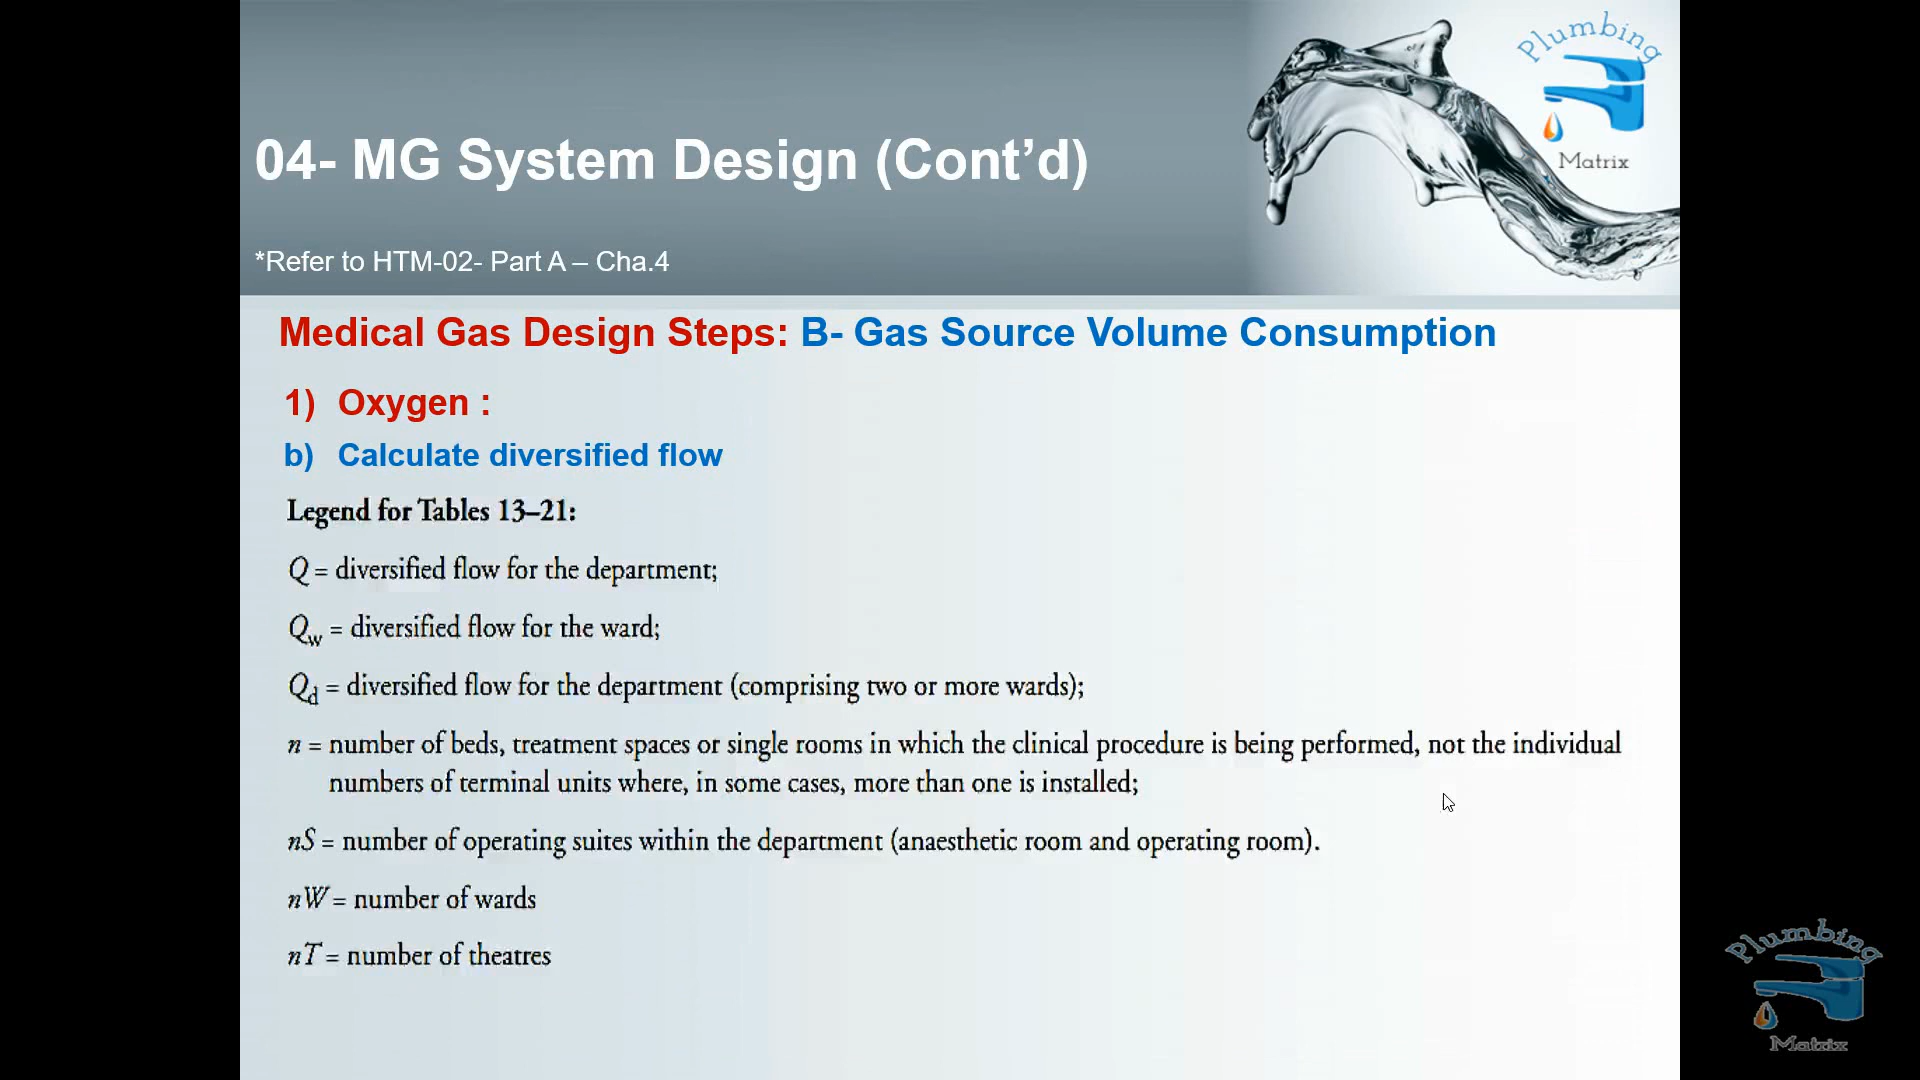 Plumbing
Matrix
04- MG System Design (Cont’d)
*Refer to HTM-02- Part A – Cha.4
Medical Gas Design Steps: B- Gas Source Volume Consumption
1) Oxygen :
b) Calculate diversified flow
Legend for Tables 13–21:
Q = diversified flow for the department;
Qw = diversified flow for the ward;
Qd = diversified flow for the department (comprising two or more wards);
n = number of beds, treatment spaces or single rooms in which the clinical procedure is being performed, not the individual
numbers of terminal units where, in some cases, more than one is installed;
nS = number of operating suites within the department (anaesthetic room and operating room).
nW = number of wards
nT = number of theatres
Plumbing
Matrix